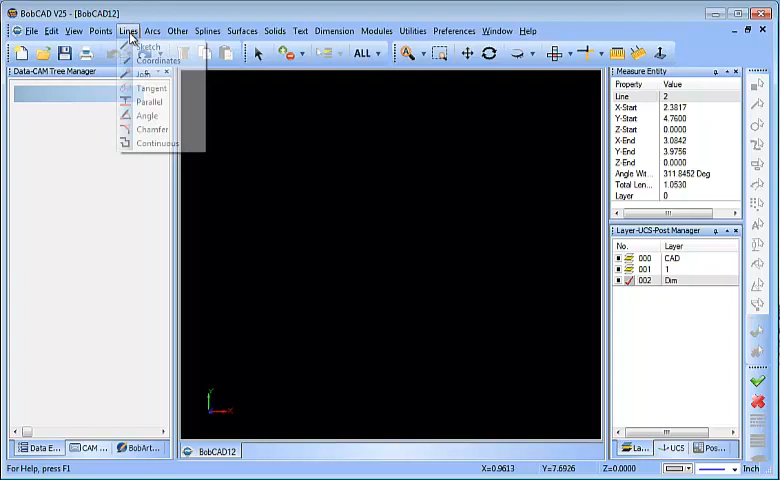 BobCAD V25 - [BobCAD12]
File Edit View Points Lines Arcs Other Splines Surfaces Solids Text Dimension Modules Utilities Preferences Window Help
ALL
Data-CAM Tree Manager
Sketch
Coordinates
Join
Tangent
Parallel
Angle
Chamfer
Continuous
Measure Entity
Property Value
Line 2
X-Start 2.3817
Y-Start 4.7600
Z-Start 0.0000
X-End 3.0842
Y-End 3.9756
Z-End 0.0000
Angle Wit... 311.8452 Deg
Total Len... 1.0530
Layer 0
Layer-UCS-Post Manager
No. Layer
000 CAD
001 1
002 Dim
Y
X
Data E... CAM ... BobArt...
BobCAD12
La... UCS Pos...
For Help, press F1
X=0.9613 Y=7.6926 Z=0.0000 Inch